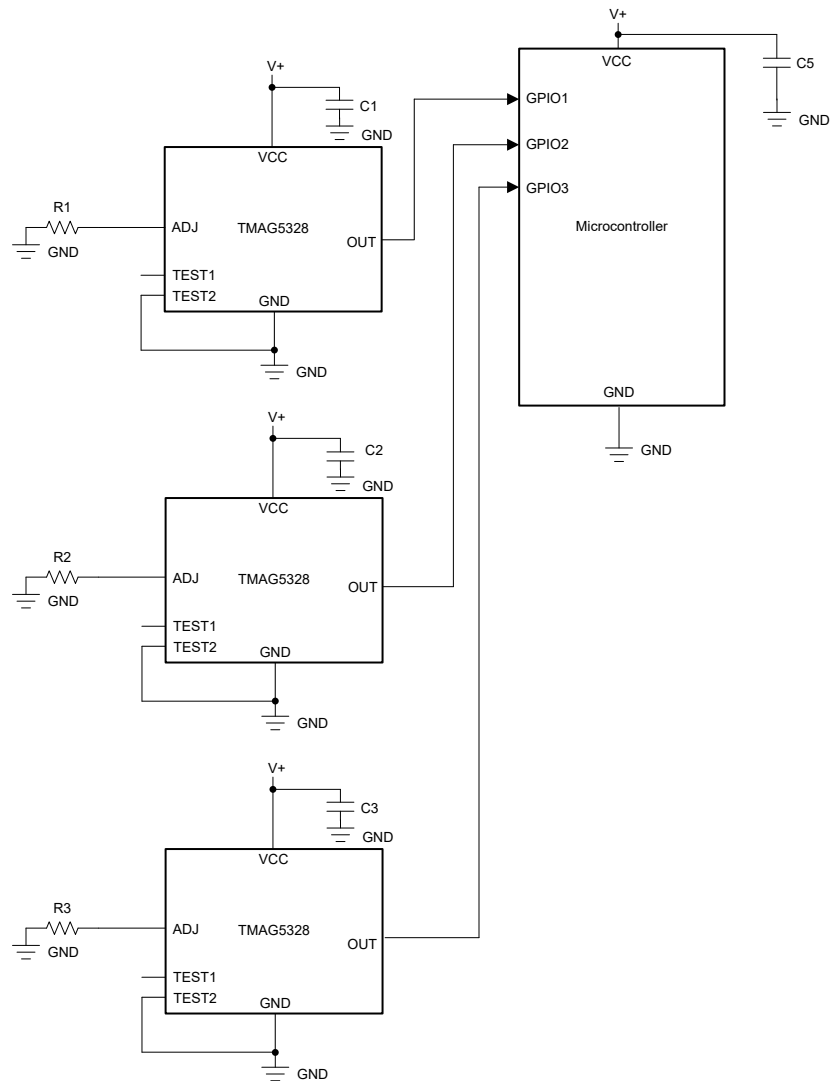 V+
C1
GND
VCC
R1
GND
ADJ
TMAG5328
OUT
TEST1
TEST2
GND
GND
V+
C5
GND
VCC
GPIO1
GPIO2
GPIO3
Microcontroller
GND
GND
V+
C2
GND
VCC
R2
GND
ADJ
TMAG5328
OUT
TEST1
TEST2
GND
GND
V+
C3
GND
VCC
R3
GND
ADJ
TMAG5328
OUT
TEST1
TEST2
GND
GND